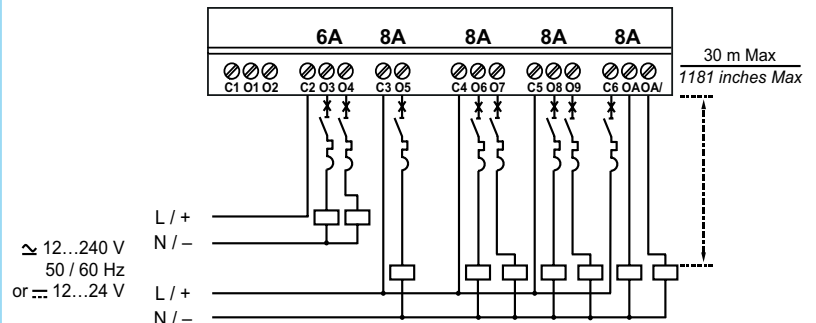 6A 8A 8A 8A 8A
C1 O1 O2 C2 O3 O4 C3 O5 C4 O6 O7 C5 O8 O9 C6 OA OA/
30 m Max
1181 inches Max
L / +
N / –
≃ 12...240 V
50 / 60 Hz
or ⎓ 12...24 V
L / +
N / –